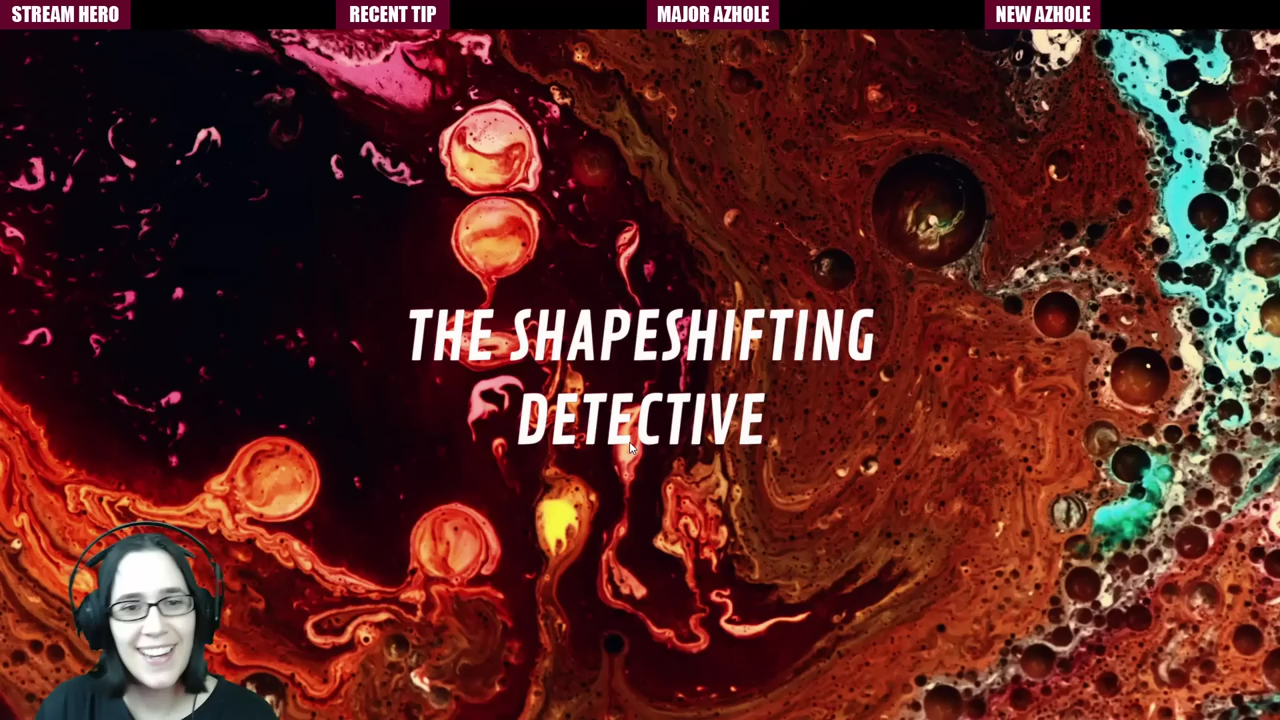 STREAM HERO
RECENT TIP
MAJOR AZHOLE
NEW AZHOLE
THE SHAPESHIFTING
DETECTIVE